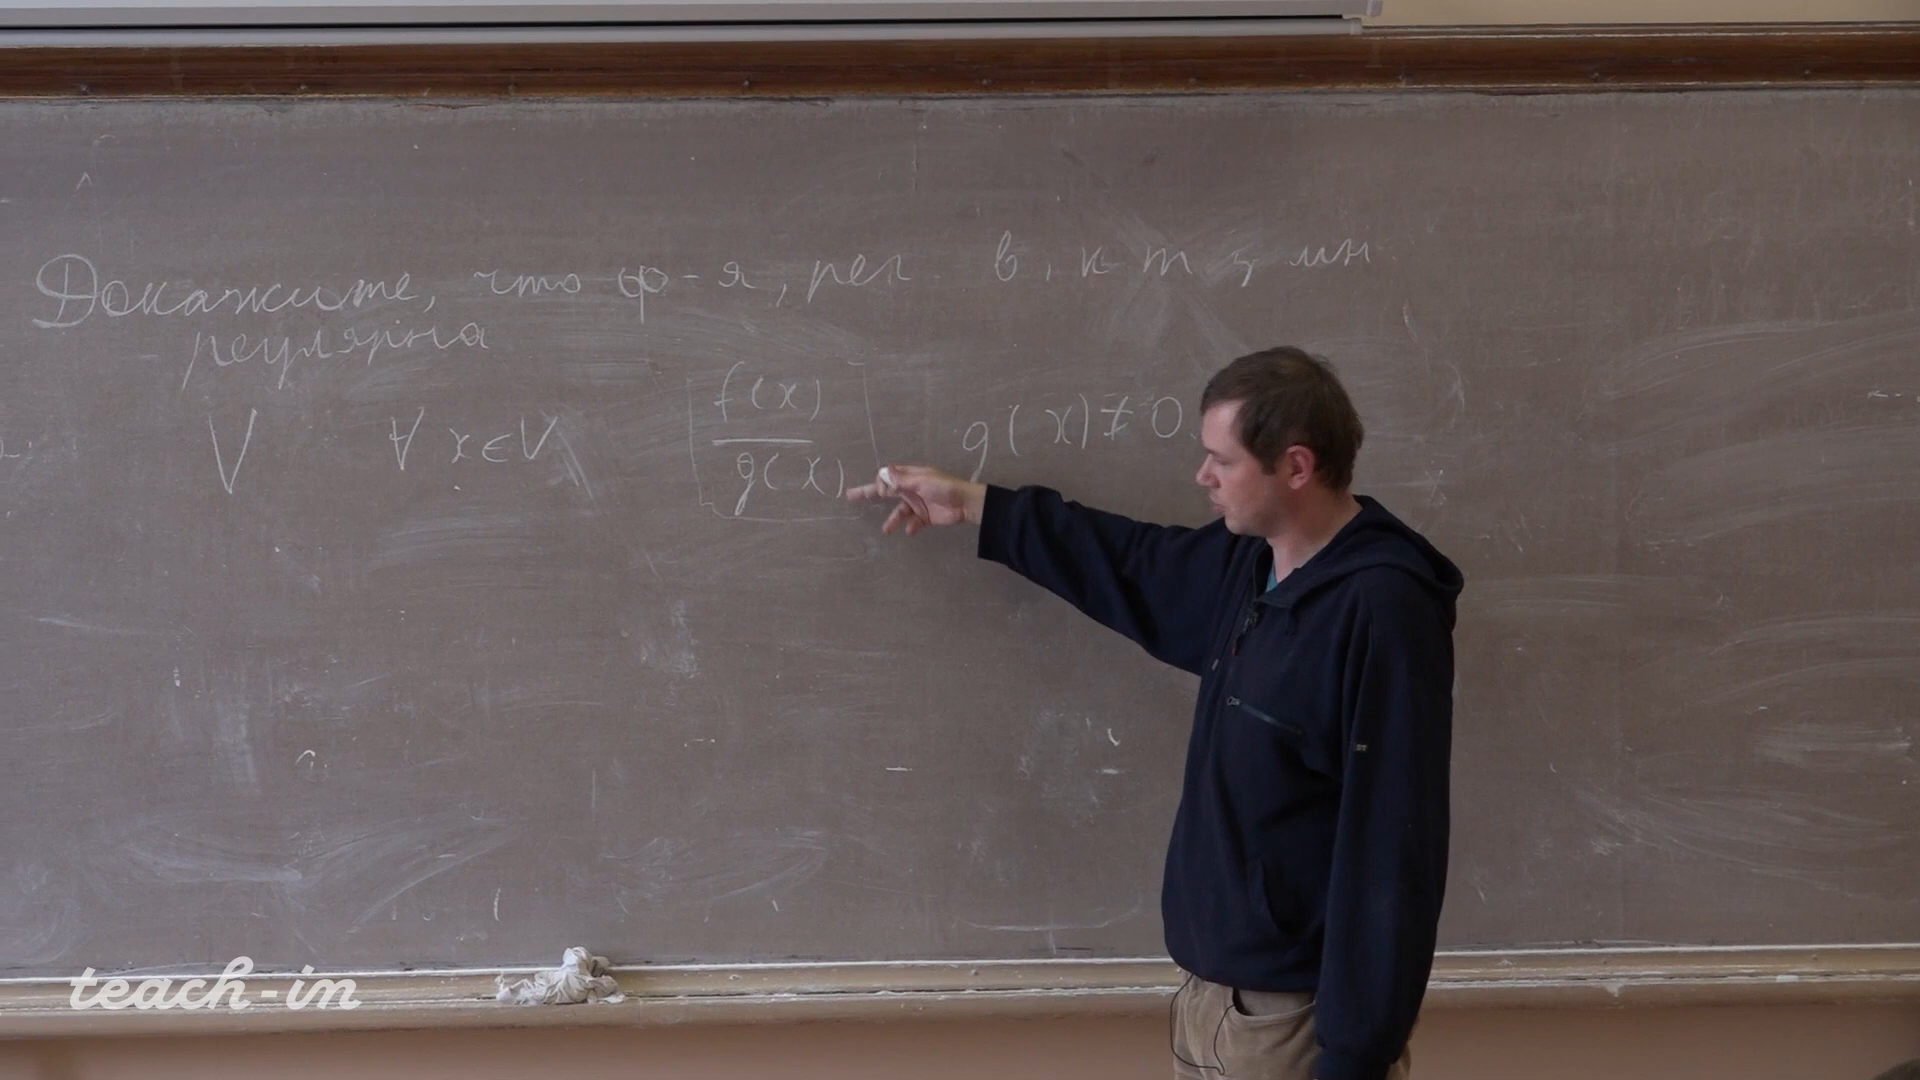 Докажите, что ф-я, рег. в к т з мн.
регулярна
V ∀ x ∈ V f(x) / g(x) g(x) ≠ 0
teach-in